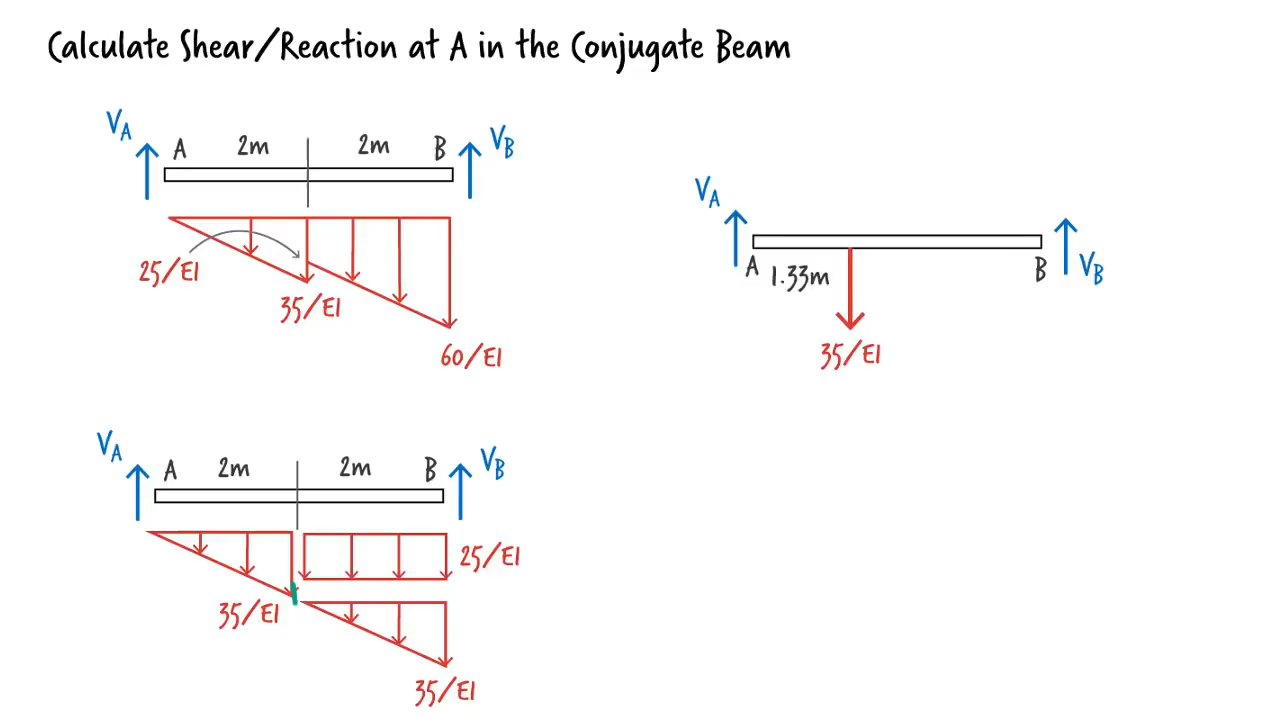 Calculate Shear/Reaction at A in the Conjugate Beam
VA A 2m 2m B VB
25/EI
35/EI
60/EI
VA
A 1.33m B VB
35/EI
VA A 2m 2m B VB
25/EI
35/EI
35/EI